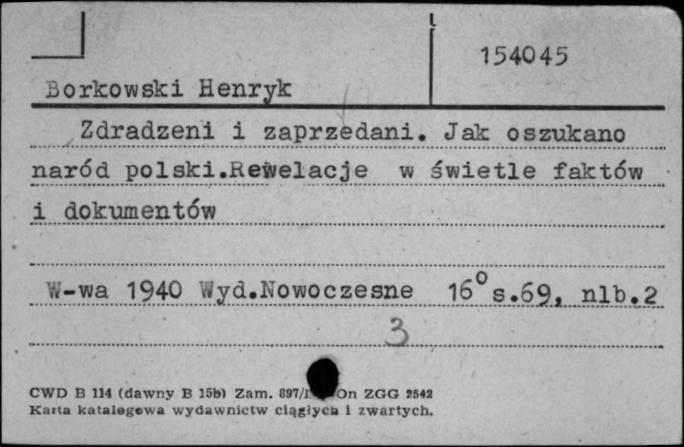 154045
Borkowski Henryk
Zdradzeni i zaprzedani. Jak oszukano
naród polski.Rewelacje w świetle faktów
i dokumentów
W-wa 1940 Wyd.Nowoczesne 16° s.69, nlb.2
3
CWD B 114 (dawny B 15b) Zam. 897/ On ZGG 2542
Karta katalogowa wydawnictw ciągłych i zwartych.